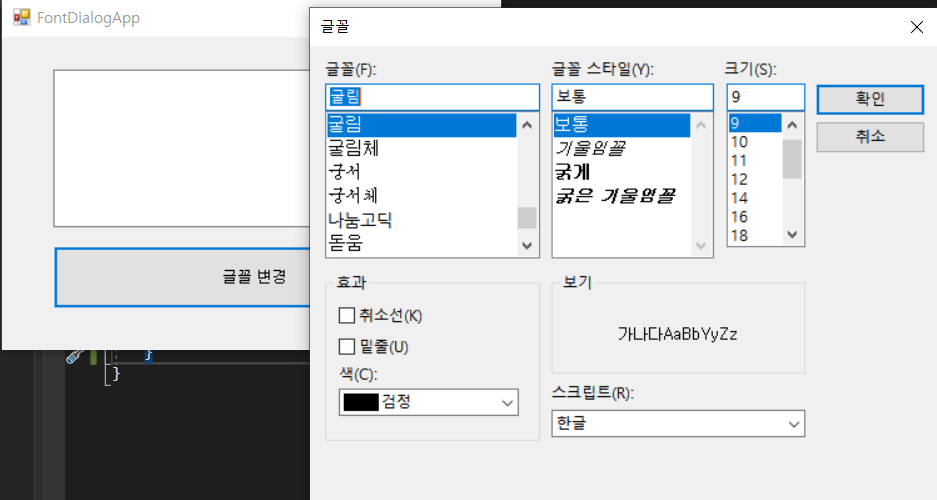 FontDialogApp
글꼴 변경
}
}
글꼴
글꼴(F):
굴림
굴림
굴림체
궁서
궁서체
나눔고딕
돋움
글꼴 스타일(Y):
보통
보통
기울임꼴
굵게
굵은 기울임꼴
크기(S):
9
9
10
11
12
14
16
18
확인
취소
효과
취소선(K)
밑줄(U)
색(C):
검정
보기
가나다AaBbYyZz
스크립트(R):
한글